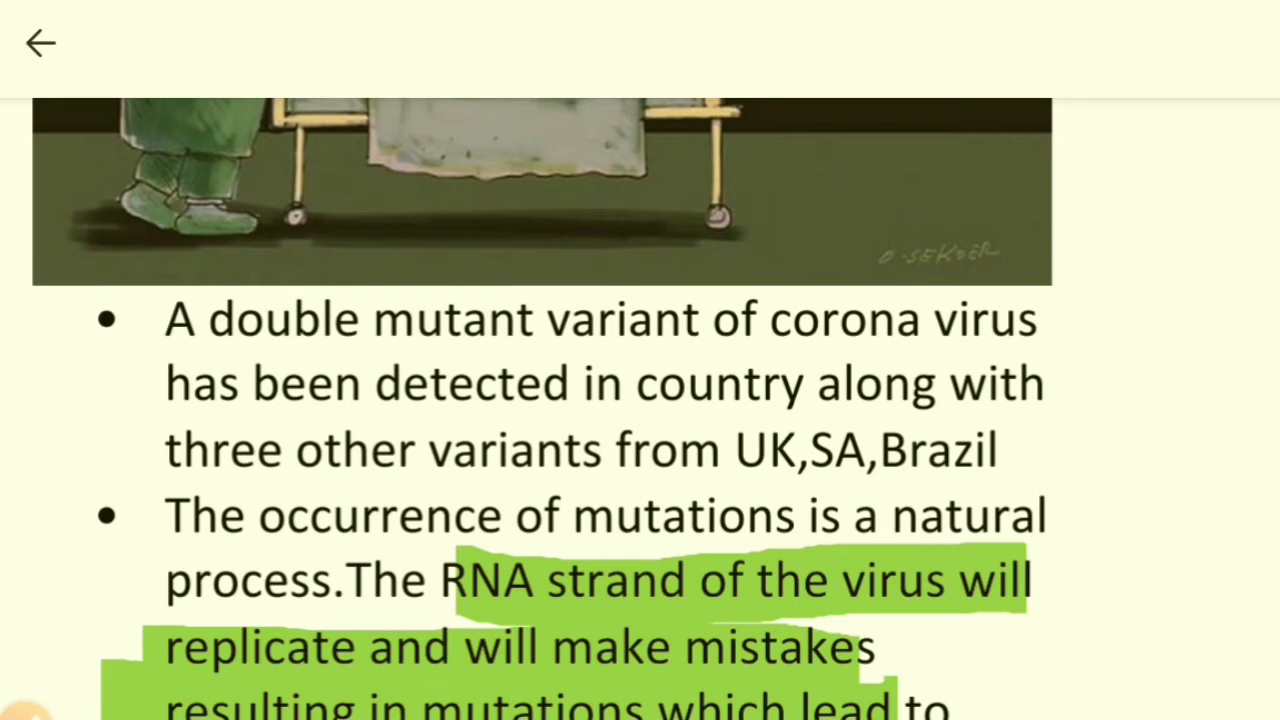 O-SEKOER
• A double mutant variant of corona virus
has been detected in country along with
three other variants from UK,SA,Brazil
• The occurrence of mutations is a natural
process.The RNA strand of the virus will
replicate and will make mistakes
resulting in mutations which lead to